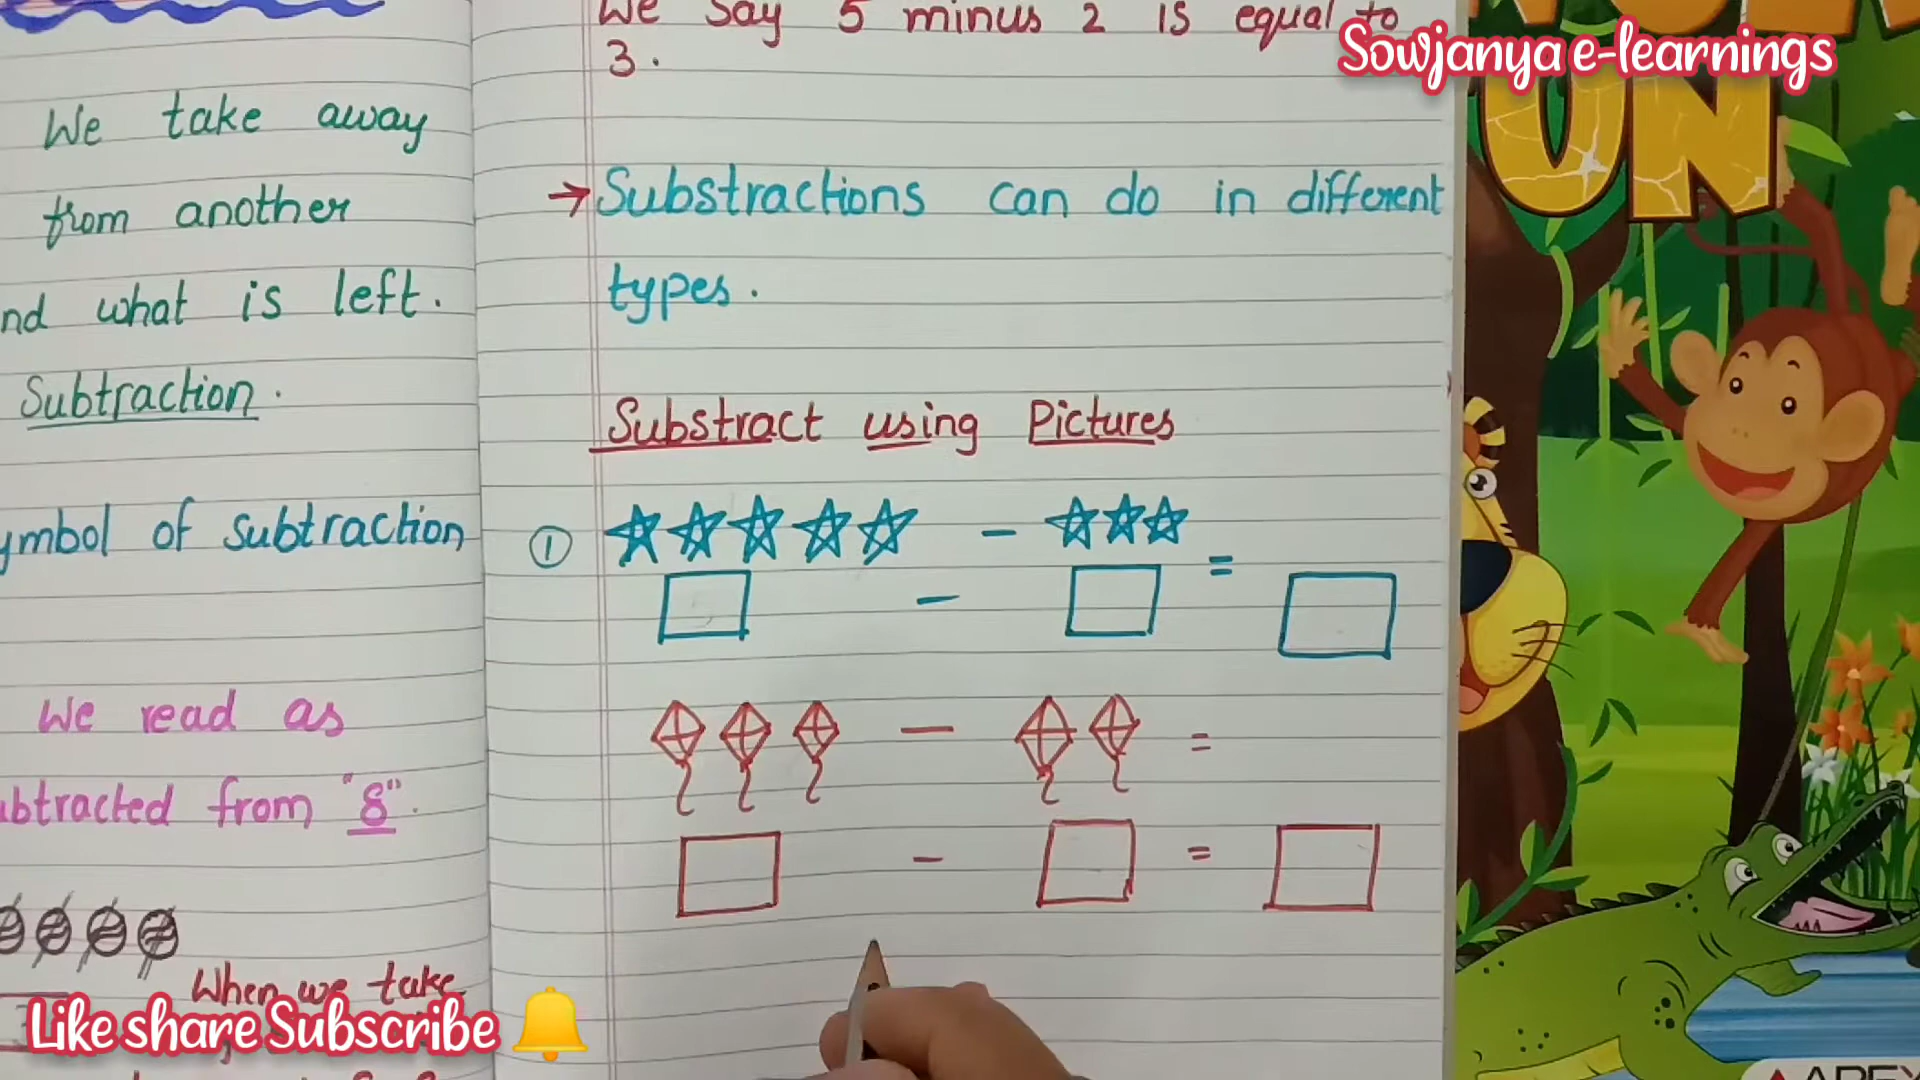 We take away
from another
nd what is left.
Subtraction.
ymbol of subtraction
We read as
ubtracted from "8".
When we take
We say 5 minus 2 is equal to
3.
→ Substractions can do in different
types.
Substract using Pictures
① - =
- 
- =
- =
Sowjanya e-learnings
UN
Like share Subscribe
APEX